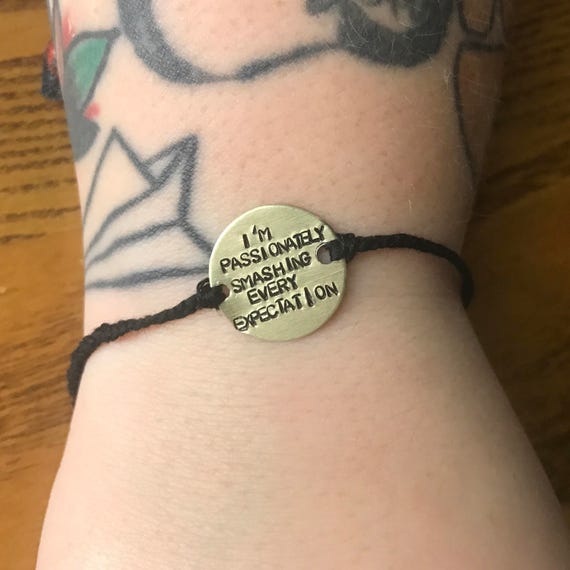 I'M
PASSIONATELY
SMASHING
EVERY
EXPECTATION